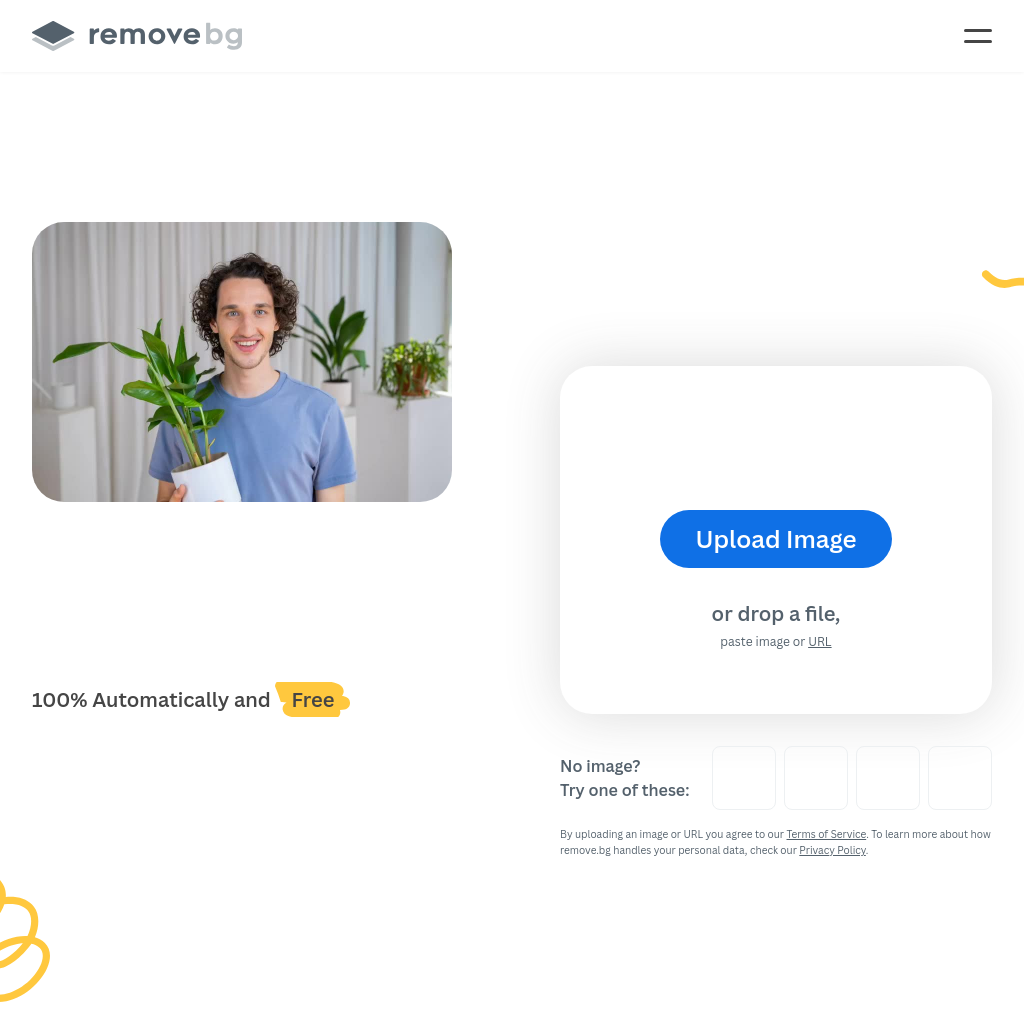 remove bg
100% Automatically and Free
Upload Image
or drop a file,
paste image or URL
No image?
Try one of these:
By uploading an image or URL you agree to our Terms of Service. To learn more about how
remove.bg handles your personal data, check our Privacy Policy.